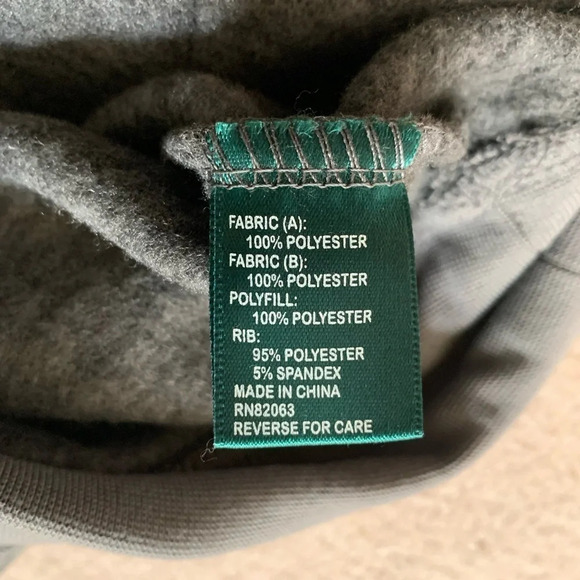 FABRIC (A):
100% POLYESTER
FABRIC (B):
100% POLYESTER
POLYFILL:
100% POLYESTER
RIB:
95% POLYESTER
5% SPANDEX
MADE IN CHINA
RN82063
REVERSE FOR CARE